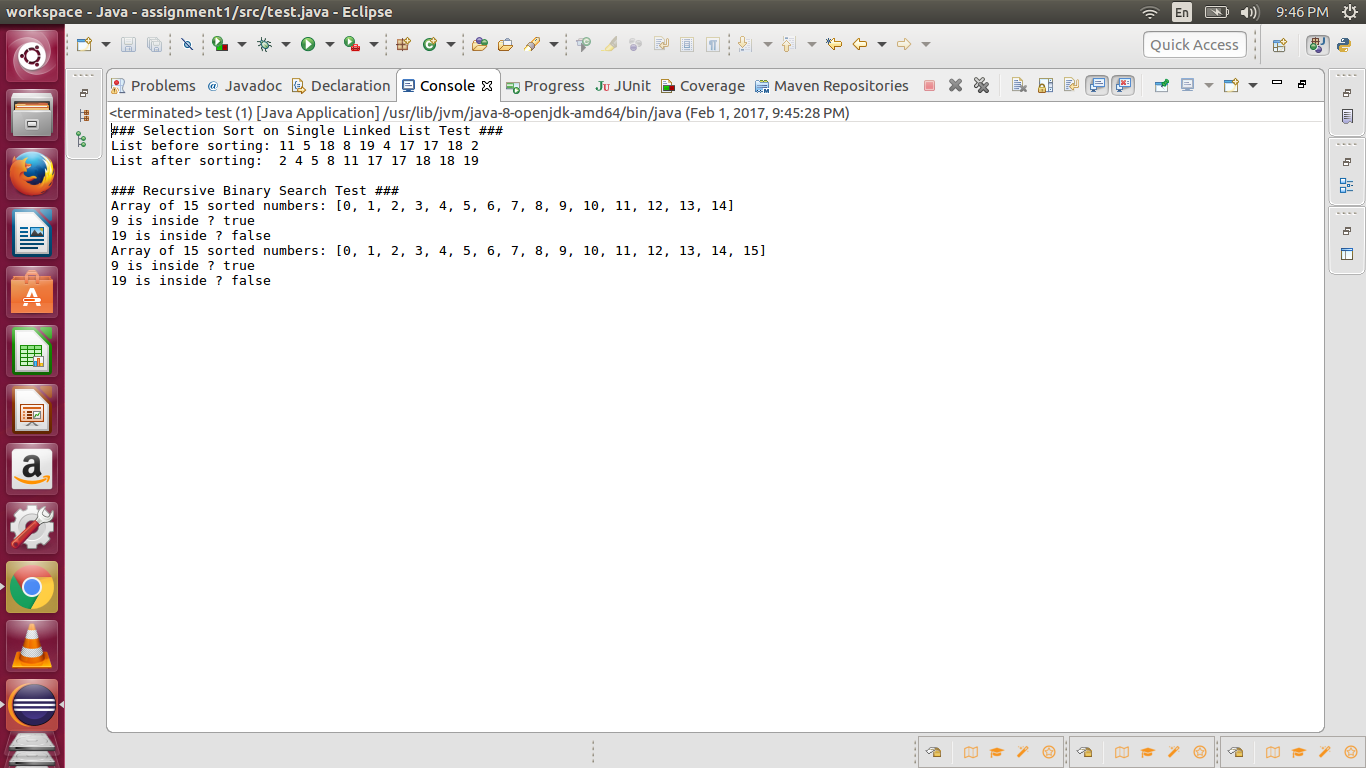 workspace - Java - assignment1/src/test.java - Eclipse
En
9:46 PM
Quick Access
Problems
@ Javadoc
Declaration
Console
Progress
Ju JUnit
Coverage
Maven Repositories
<terminated> test (1) [Java Application] /usr/lib/jvm/java-8-openjdk-amd64/bin/java (Feb 1, 2017, 9:45:28 PM)
### Selection Sort on Single Linked List Test ###
List before sorting: 11 5 18 8 19 4 17 17 18 2
List after sorting:  2 4 5 8 11 17 17 18 18 19
### Recursive Binary Search Test ###
Array of 15 sorted numbers: [0, 1, 2, 3, 4, 5, 6, 7, 8, 9, 10, 11, 12, 13, 14]
9 is inside ? true
19 is inside ? false
Array of 15 sorted numbers: [0, 1, 2, 3, 4, 5, 6, 7, 8, 9, 10, 11, 12, 13, 14, 15]
9 is inside ? true
19 is inside ? false